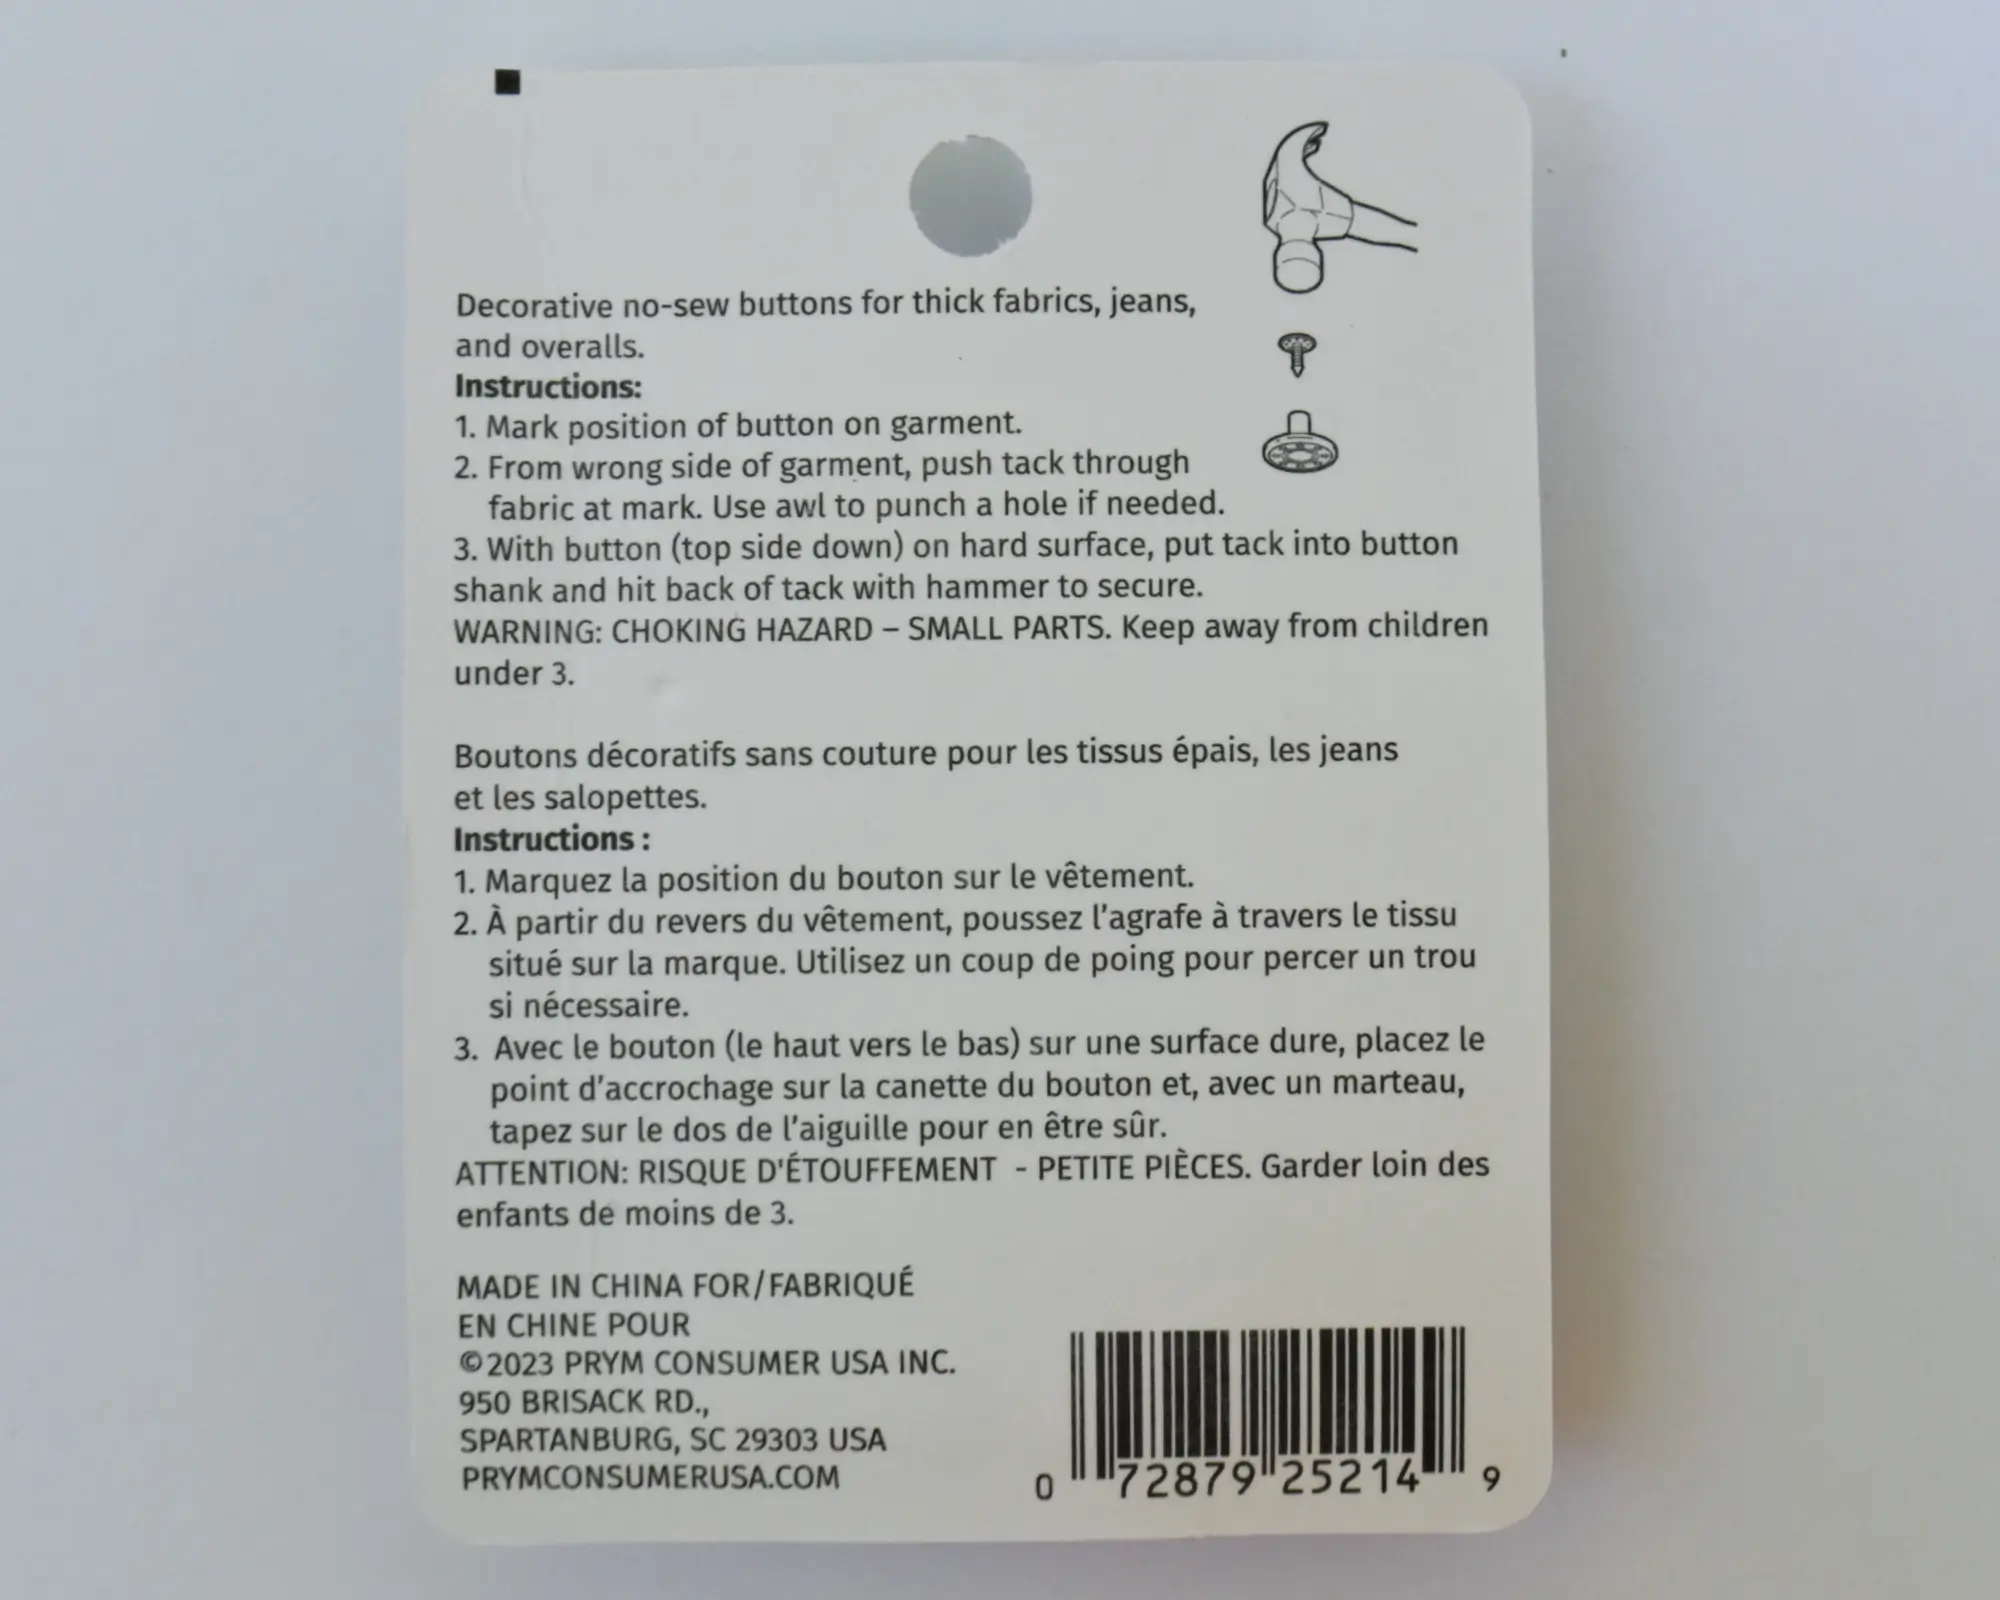 Decorative no-sew buttons for thick fabrics, jeans,
and overalls.
Instructions:
1. Mark position of button on garment.
2. From wrong side of garment, push tack through
fabric at mark. Use awl to punch a hole if needed.
3. With button (top side down) on hard surface, put tack into button
shank and hit back of tack with hammer to secure.
WARNING: CHOKING HAZARD – SMALL PARTS. Keep away from children
under 3.
Boutons décoratifs sans couture pour les tissus épais, les jeans
et les salopettes.
Instructions :
1. Marquez la position du bouton sur le vêtement.
2. À partir du revers du vêtement, poussez l'agrafe à travers le tissu
situé sur la marque. Utilisez un coup de poing pour percer un trou
si nécessaire.
3. Avec le bouton (le haut vers le bas) sur une surface dure, placez le
point d'accrochage sur la canette du bouton et, avec un marteau,
tapez sur le dos de l'aiguille pour en être sûr.
ATTENTION: RISQUE D'ÉTOUFFEMENT - PETITE PIÈCES. Garder loin des
enfants de moins de 3.
MADE IN CHINA FOR/FABRIQUÉ
EN CHINE POUR
©2023 PRYM CONSUMER USA INC.
950 BRISACK RD.,
SPARTANBURG, SC 29303 USA
PRYMCONSUMERUSA.COM
0 72879 25214 9